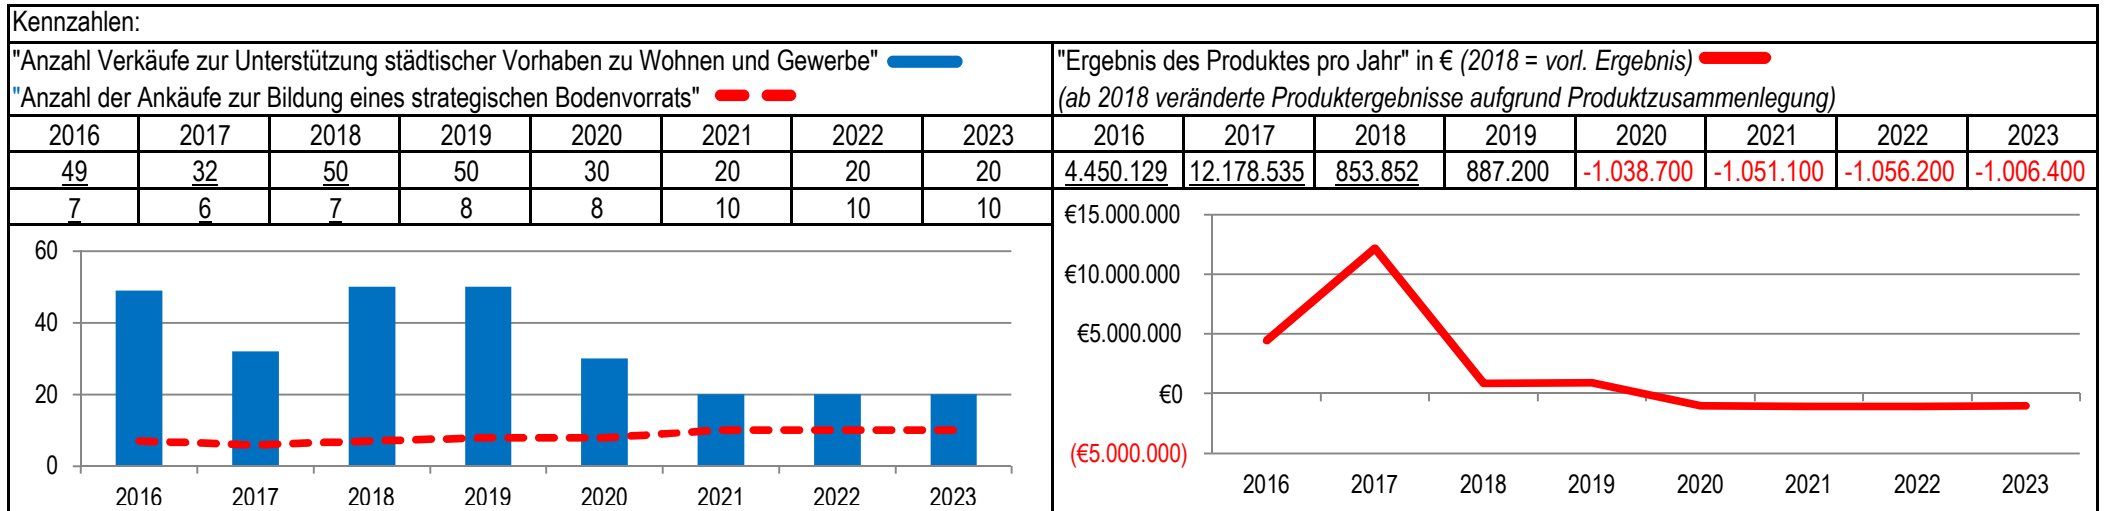 Kennzahlen:
"Anzahl Verkäufe zur Unterstützung städtischer Vorhaben zu Wohnen und Gewerbe"
"Anzahl der Ankäufe zur Bildung eines strategischen Bodenvorrats"
2016 2017 2018 2019 2020 2021 2022 2023
49 32 50 50 30 20 20 20
7 6 7 8 8 10 10 10
60
40
20
0
2016 2017 2018 2019 2020 2021 2022 2023
"Ergebnis des Produktes pro Jahr" in € (2018 = vorl. Ergebnis)
(ab 2018 veränderte Produktergebnisse aufgrund Produktzusammenlegung)
2016 2017 2018 2019 2020 2021 2022 2023
4.450.129 12.178.535 853.852 887.200 -1.038.700 -1.051.100 -1.056.200 -1.006.400
€15.000.000
€10.000.000
€5.000.000
€0
(€5.000.000)
2016 2017 2018 2019 2020 2021 2022 2023